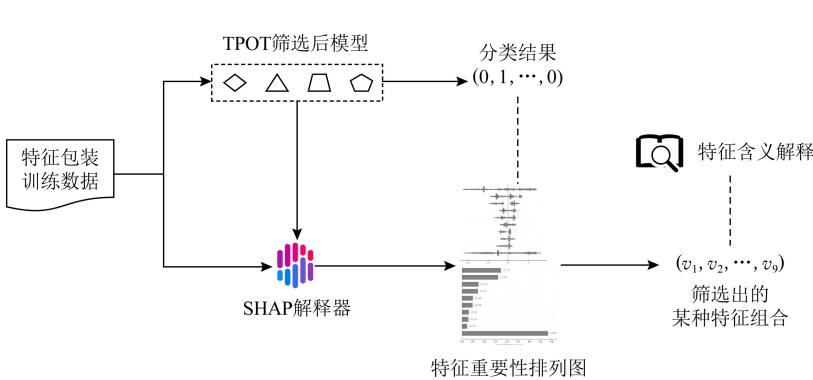 TPOT筛选后模型
分类结果
(0, 1, ···, 0)
特征包装
训练数据
特征含义解释
SHAP解释器
(v1, v2, ···, v9)
筛选出的
某种特征组合
特征重要性排列图